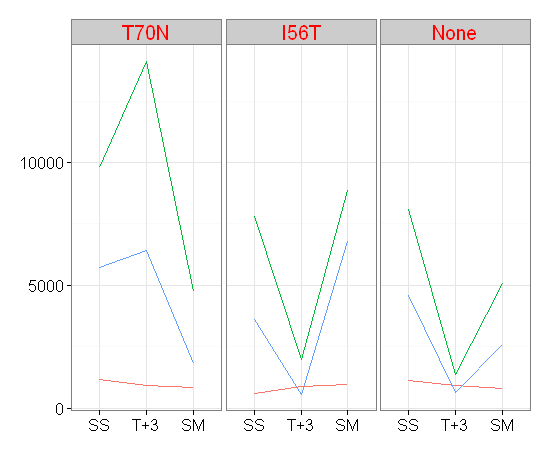 T70N I56T None
10000
5000
0
SS T+3 SM SS T+3 SM SS T+3 SM